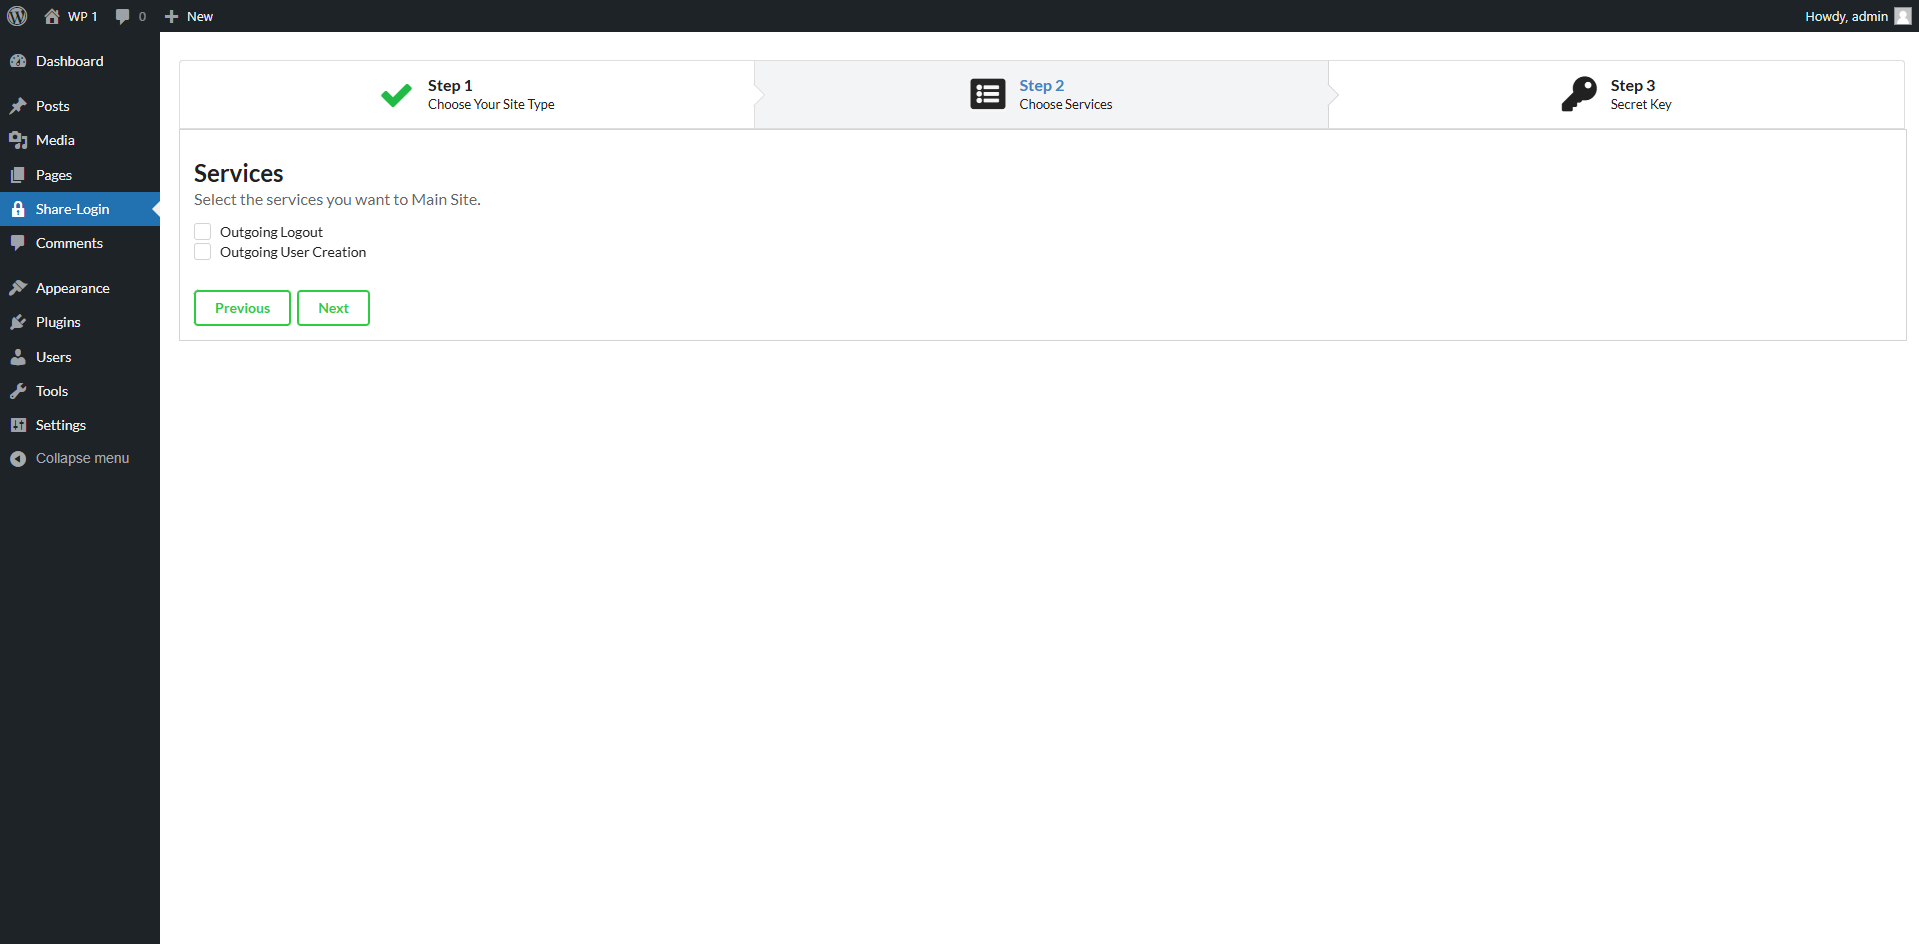 WP 1
0
New
Howdy, admin
Dashboard
Posts
Media
Pages
Share-Login
Comments
Appearance
Plugins
Users
Tools
Settings
Collapse menu
Step 1
Choose Your Site Type
Step 2
Choose Services
Step 3
Secret Key
Services
Select the services you want to Main Site.
Outgoing Logout
Outgoing User Creation
Previous
Next